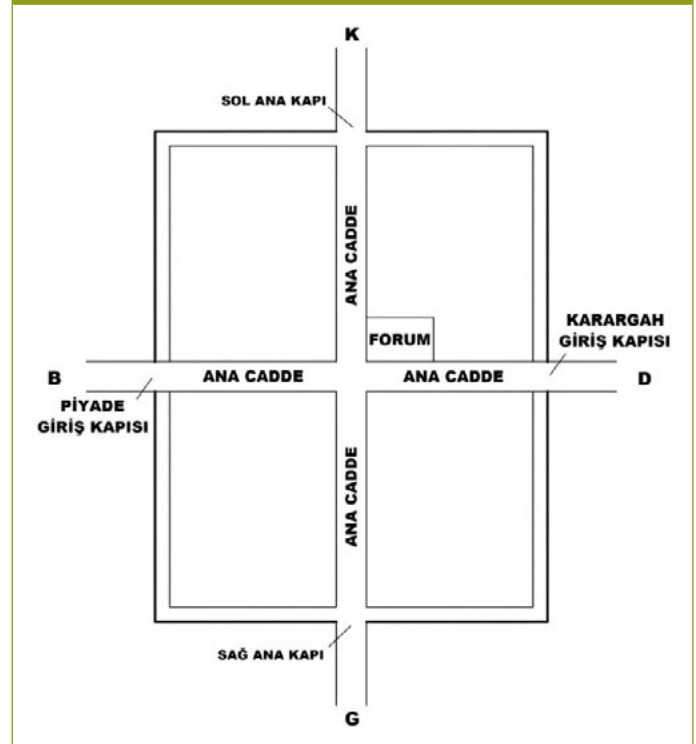 K
SOL ANA KAPI
ANA CADDE
FORUM
KARARGAH
GİRİŞ KAPISI
B
ANA CADDE
ANA CADDE
D
PİYADE
GİRİŞ KAPISI
ANA CADDE
SAĞ ANA KAPI
G